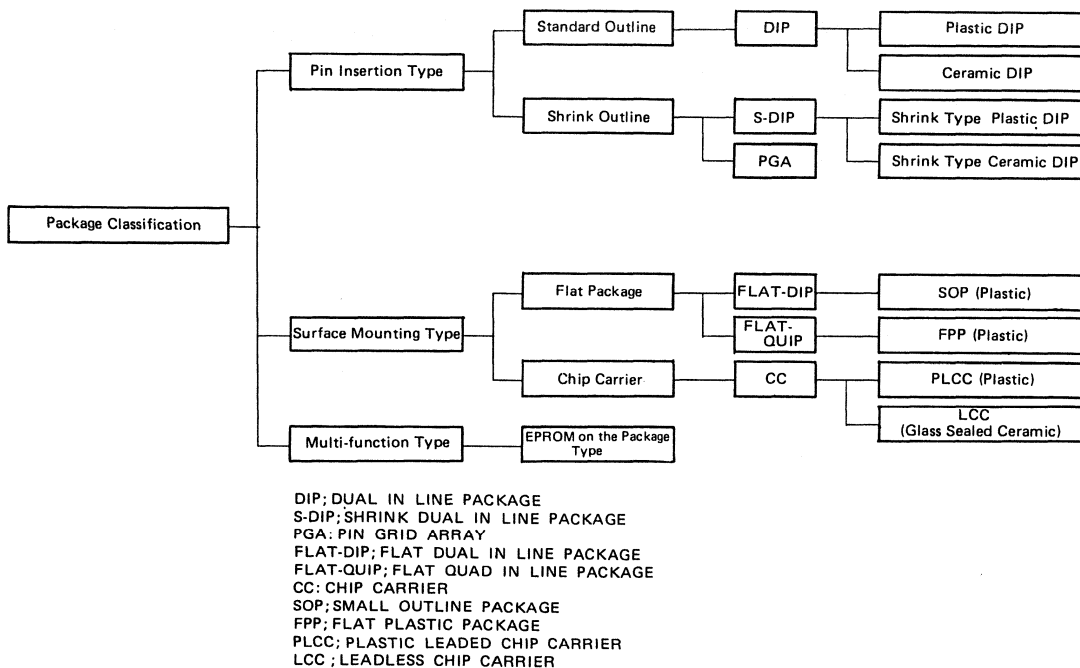 Standard Outline
DIP
Plastic DIP
Pin Insertion Type
Ceramic DIP
Shrink Outline
S-DIP
Shrink Type Plastic DIP
PGA
Shrink Type Ceramic DIP
Package Classification
Flat Package
FLAT-DIP
SOP (Plastic)
Surface Mounting Type
FLAT-
QUIP
FPP (Plastic)
Chip Carrier
CC
PLCC (Plastic)
LCC
(Glass Sealed Ceramic)
Multi-function Type
EPROM on the Package
Type
DIP; DUAL IN LINE PACKAGE
S-DIP; SHRINK DUAL IN LINE PACKAGE
PGA: PIN GRID ARRAY
FLAT-DIP; FLAT DUAL IN LINE PACKAGE
FLAT-QUIP; FLAT QUAD IN LINE PACKAGE
CC: CHIP CARRIER
SOP; SMALL OUTLINE PACKAGE
FPP; FLAT PLASTIC PACKAGE
PLCC; PLASTIC LEADED CHIP CARRIER
LCC ; LEADLESS CHIP CARRIER